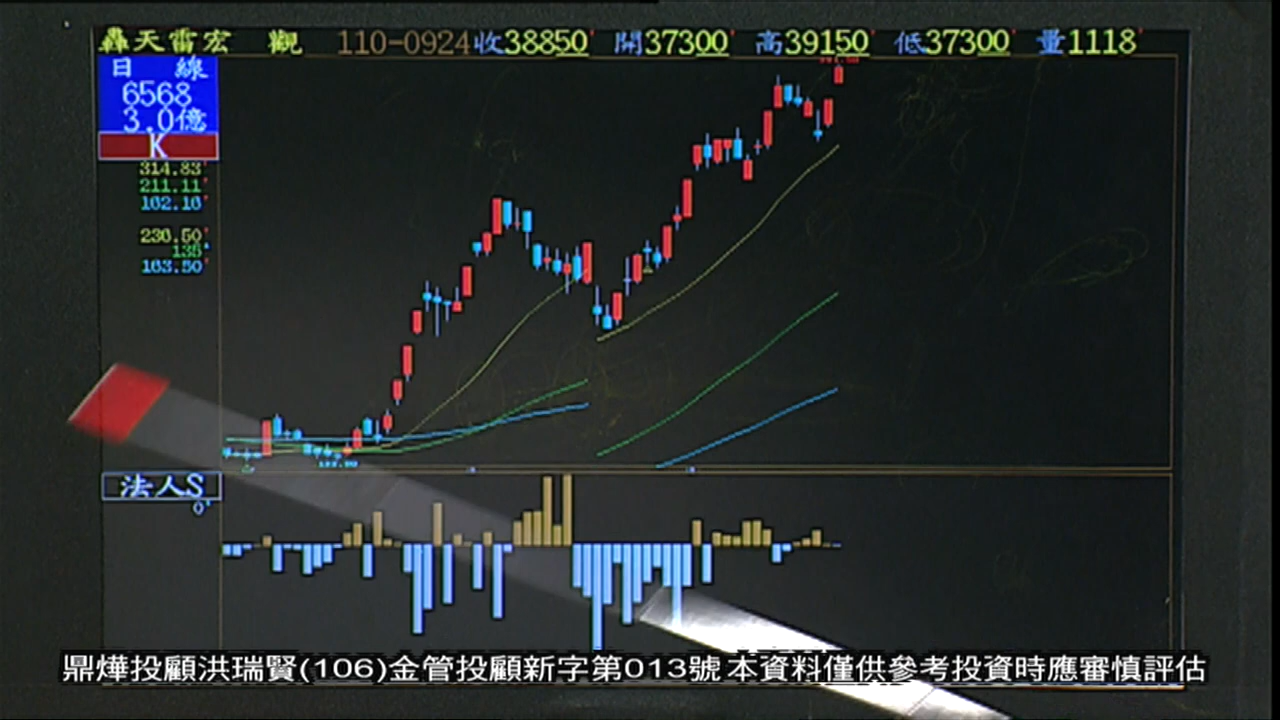 轟天雷宏觀 110-0924 收38850 開37300 高39150 低37300 量1118
日線
6568
3.0億
K
314.83
211.11
162.16
230.50
135
163.50
法人S
0
鼎燁投顧洪瑞賢(106)金管投顧新字第013號 本資料僅供參考投資時應審慎評估